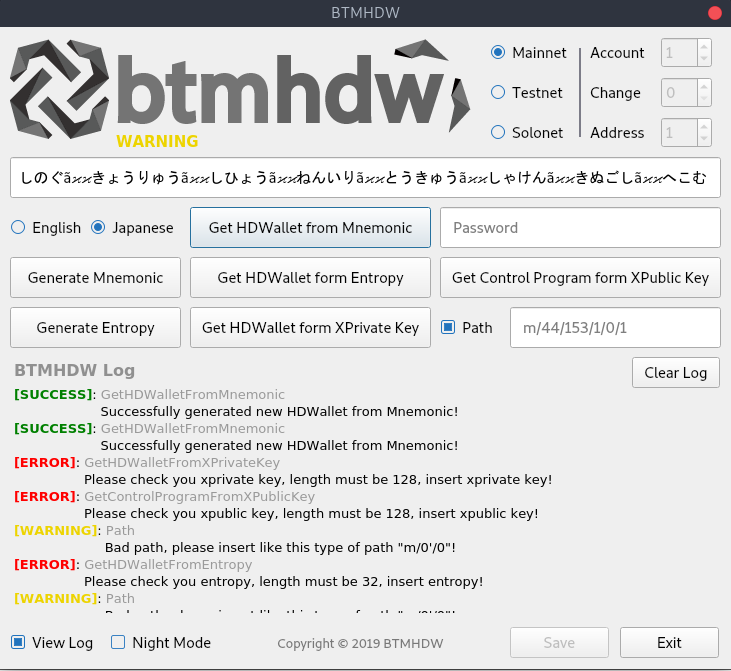 BTMHDW
btmhdw
WARNING
Mainnet
Account
1
Testnet
Change
0
Solonet
Address
1
しのぐã𝓍𝓍きょうりゅうã𝓍𝓍しひょうã𝓍𝓍ねんいりã𝓍𝓍とうきゅうã𝓍𝓍しゃけんã𝓍𝓍きぬごしã𝓍𝓍へこむ
English
Japanese
Get HDWallet from Mnemonic
Password
Generate Mnemonic
Get HDWallet form Entropy
Get Control Program form XPublic Key
Generate Entropy
Get HDWallet form XPrivate Key
Path
m/44/153/1/0/1
BTMHDW Log
Clear Log
[SUCCESS]: GetHDWalletFromMnemonic
Successfully generated new HDWallet from Mnemonic!
[SUCCESS]: GetHDWalletFromMnemonic
Successfully generated new HDWallet from Mnemonic!
[ERROR]: GetHDWalletFromXPrivateKey
Please check you xprivate key, length must be 128, insert xprivate key!
[ERROR]: GetControlProgramFromXPublicKey
Please check you xpublic key, length must be 128, insert xpublic key!
[WARNING]: Path
Bad path, please insert like this type of path "m/0'/0"!
[ERROR]: GetHDWalletFromEntropy
Please check you entropy, length must be 32, insert entropy!
[WARNING]: Path
View Log
Night Mode
Copyright © 2019 BTMHDW
Save
Exit